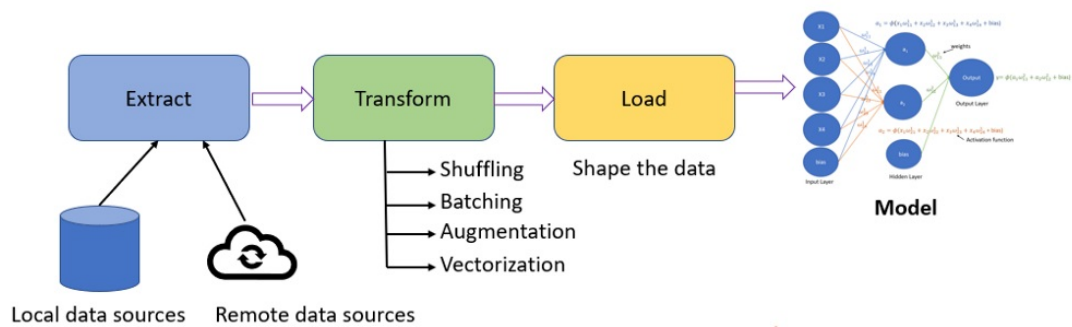 Extract
Transform
Load
Shape the data
Shuffling
Batching
Augmentation
Vectorization
Local data sources
Remote data sources
X1
X2
X3
X4
bias
Input Layer
bias
Hidden Layer
weights
Output
Output Layer
Activation function
Model